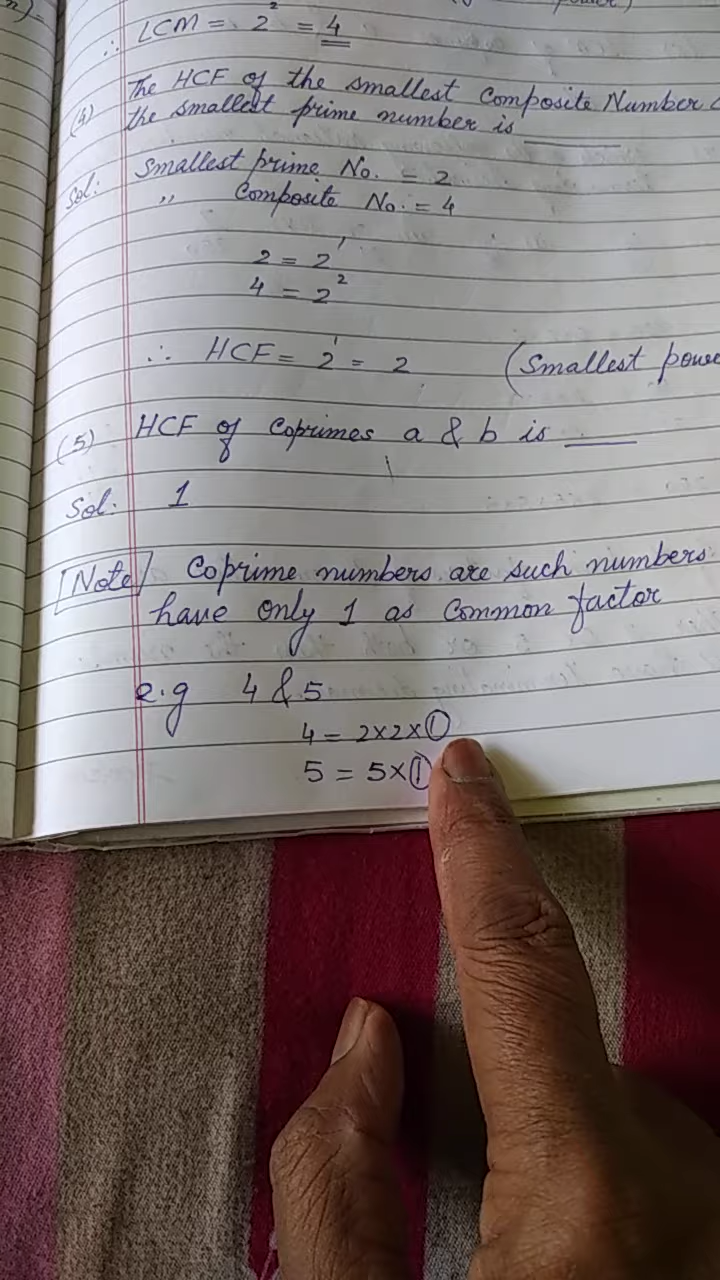 ∴ LCM = 2² = 4
(4) The HCF of the smallest Composite Number
the smallest prime number is ______
Sol: Smallest prime No. = 2
,, Composite No. = 4
2 = 2¹
4 = 2²
∴ HCF = 2¹ = 2 (Smallest power
(5) HCF of Coprimes a & b is ____
Sol: 1
[Note] Coprime numbers are such numbers
have only 1 as Common factor
e.g 4 & 5
4 = 2×2×①
5 = 5×①